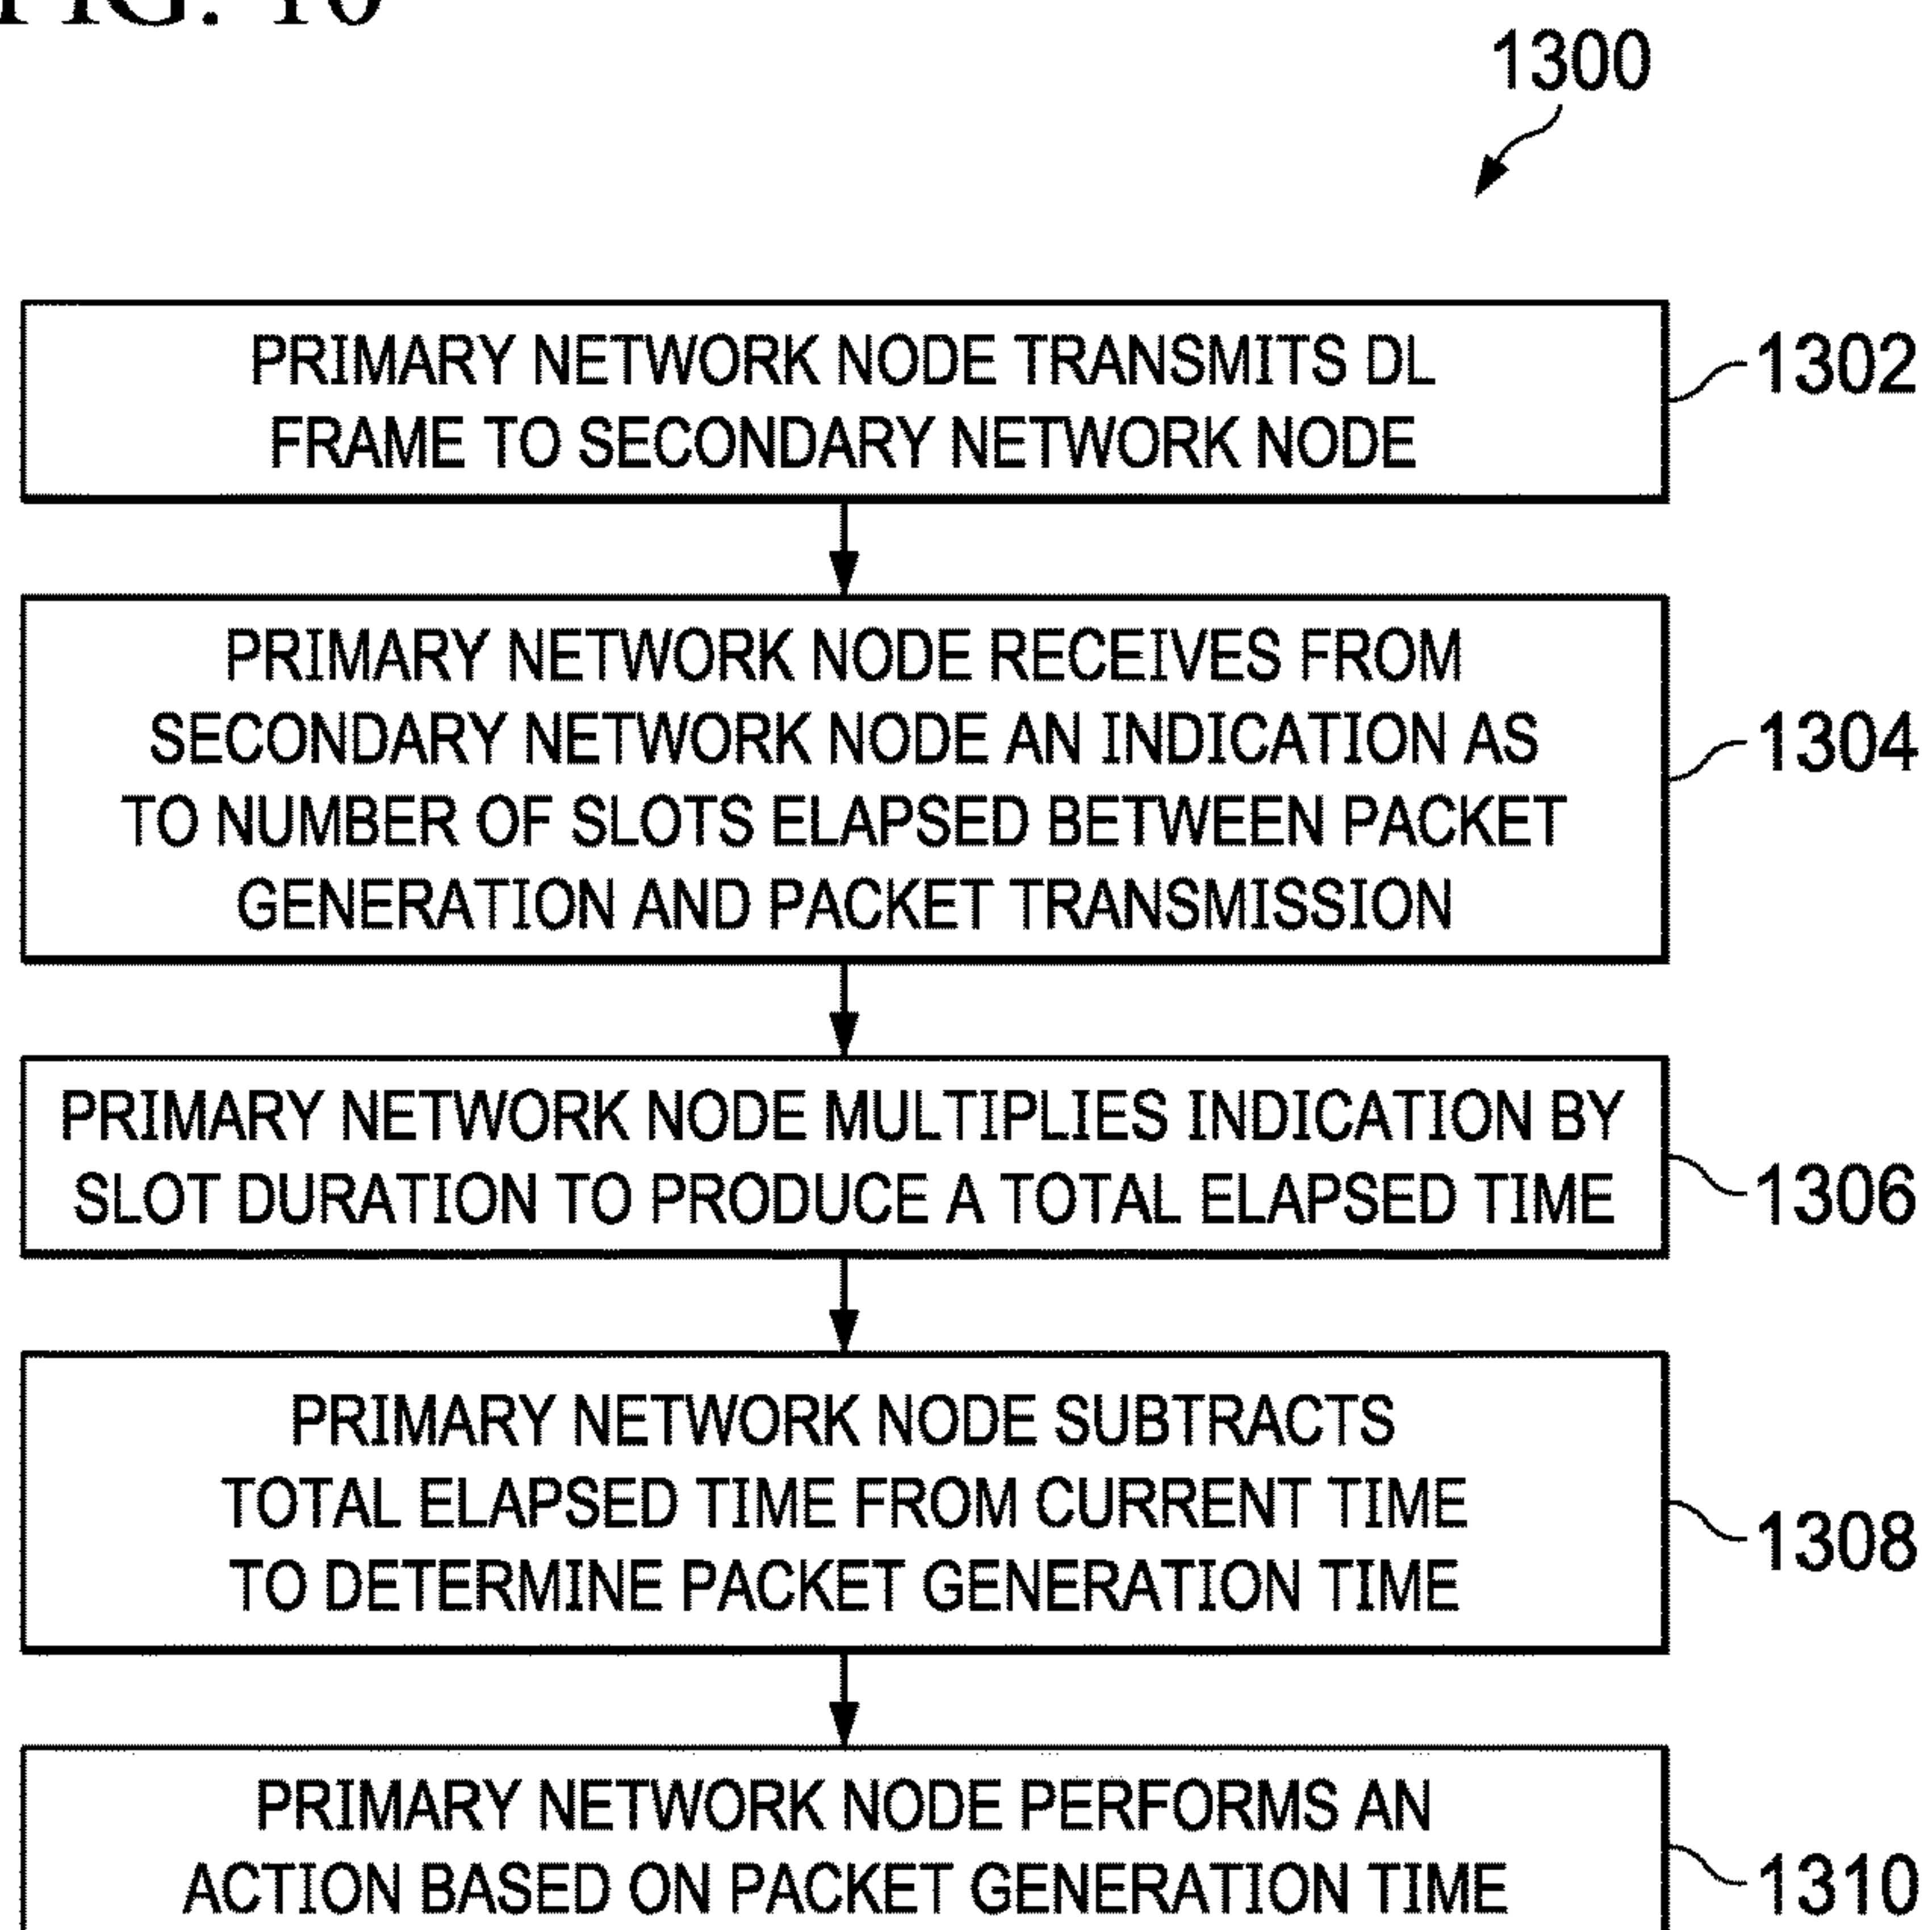 FIG. 10
1300
PRIMARY NETWORK NODE TRANSMITS DL
FRAME TO SECONDARY NETWORK NODE
1302
PRIMARY NETWORK NODE RECEIVES FROM
SECONDARY NETWORK NODE AN INDICATION AS
TO NUMBER OF SLOTS ELAPSED BETWEEN PACKET
GENERATION AND PACKET TRANSMISSION
1304
PRIMARY NETWORK NODE MULTIPLIES INDICATION BY
SLOT DURATION TO PRODUCE A TOTAL ELAPSED TIME
1306
PRIMARY NETWORK NODE SUBTRACTS
TOTAL ELAPSED TIME FROM CURRENT TIME
TO DETERMINE PACKET GENERATION TIME
1308
PRIMARY NETWORK NODE PERFORMS AN
ACTION BASED ON PACKET GENERATION TIME
1310